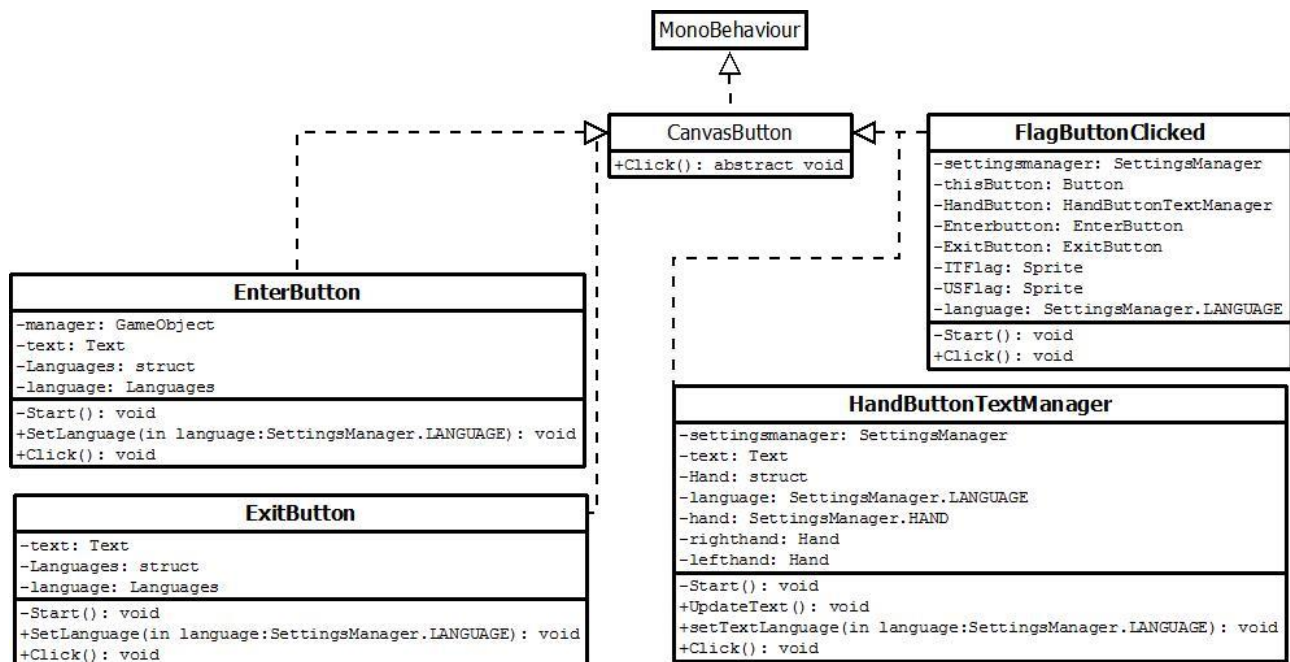 MonoBehaviour
CanvasButton
+Click(): abstract void
FlagButtonClicked
-settingsmanager: SettingsManager
-thisButton: Button
-HandButton: HandButtonTextManager
-Enterbutton: EnterButton
-ExitButton: ExitButton
-ITFlag: Sprite
-USFlag: Sprite
-language: SettingsManager.LANGUAGE
-Start(): void
+Click(): void
EnterButton
-manager: GameObject
-text: Text
-Languages: struct
-language: Languages
-Start(): void
+SetLanguage(in language:SettingsManager.LANGUAGE): void
+Click(): void
HandButtonTextManager
-settingsmanager: SettingsManager
-text: Text
-Hand: struct
-language: SettingsManager.LANGUAGE
-hand: SettingsManager.HAND
-righthand: Hand
-lefthand: Hand
-Start(): void
+UpdateText(): void
+setTextLanguage(in language:SettingsManager.LANGUAGE): void
+Click(): void
ExitButton
-text: Text
-Languages: struct
-language: Languages
-Start(): void
+SetLanguage(in language:SettingsManager.LANGUAGE): void
+Click(): void